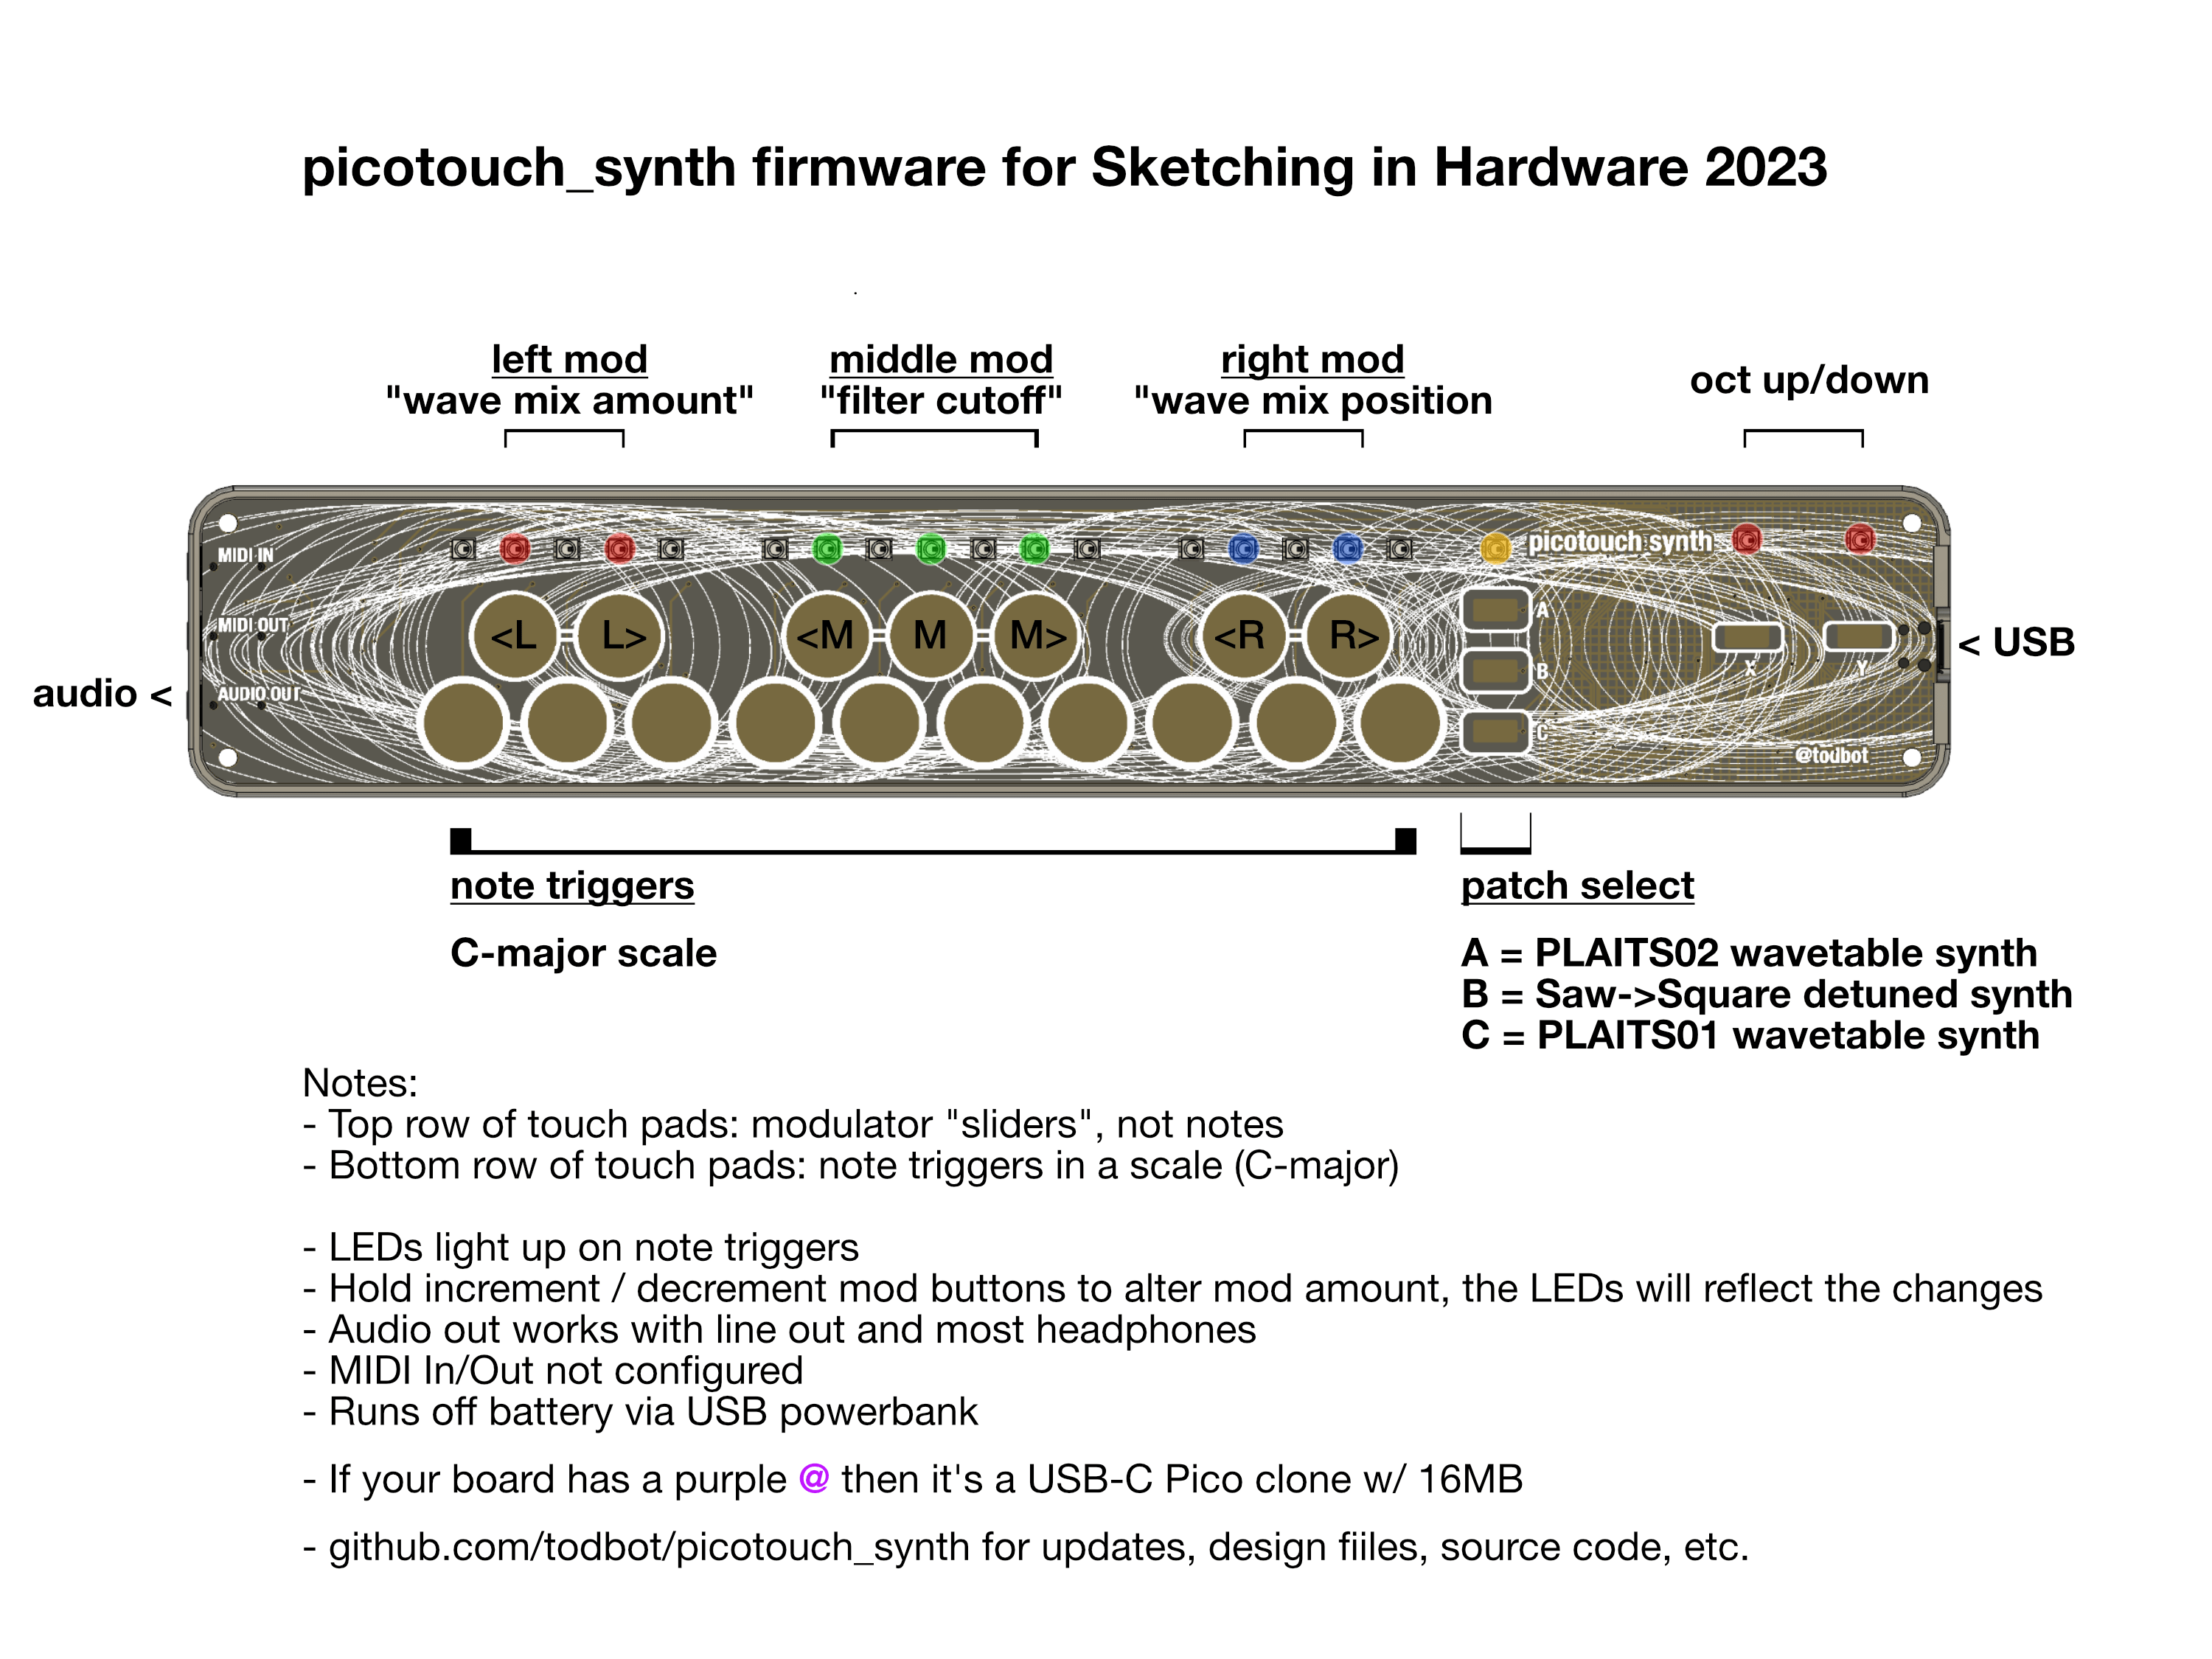 picotouch_synth firmware for Sketching in Hardware 2023
left mod
"wave mix amount"
middle mod
"filter cutoff"
right mod
"wave mix position
oct up/down
MIDI IN
picotouch synth
A
MIDI OUT
<L L> <M M M> <R R>
< USB
B
X
Y
audio <
AUDIO OUT
C
@todbot
note triggers
C-major scale
patch select
A = PLAITS02 wavetable synth
B = Saw->Square detuned synth
C = PLAITS01 wavetable synth
Notes:
- Top row of touch pads: modulator "sliders", not notes
- Bottom row of touch pads: note triggers in a scale (C-major)
- LEDs light up on note triggers
- Hold increment / decrement mod buttons to alter mod amount, the LEDs will reflect the changes
- Audio out works with line out and most headphones
- MIDI In/Out not configured
- Runs off battery via USB powerbank
- If your board has a purple @ then it's a USB-C Pico clone w/ 16MB
- github.com/todbot/picotouch_synth for updates, design fiiles, source code, etc.